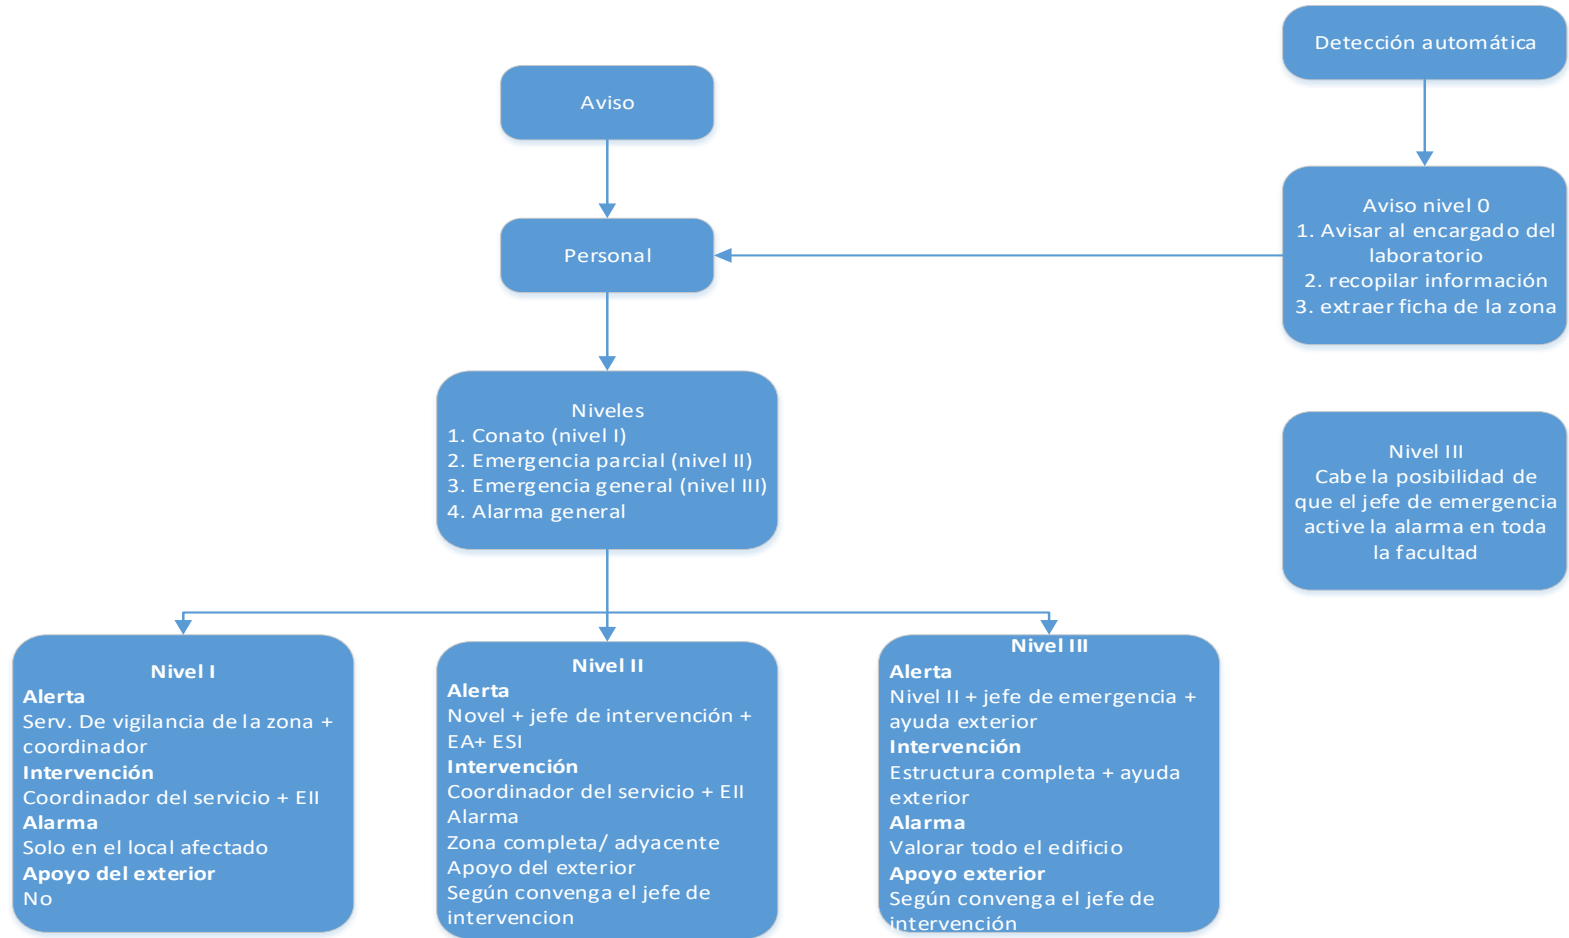 Detección automática
Aviso
Aviso nivel 0
1. Avisar al encargado del
laboratorio
2. recopilar información
3. extraer ficha de la zona
Personal
Niveles
1. Conato (nivel I)
2. Emergencia parcial (nivel II)
3. Emergencia general (nivel III)
4. Alarma general
Nivel III
Cabe la posibilidad de
que el jefe de emergencia
active la alarma en toda
la facultad
Nivel I
Alerta
Serv. De vigilancia de la zona +
coordinador
Intervención
Coordinador del servicio + EII
Alarma
Solo en el local afectado
Apoyo del exterior
No
Nivel II
Alerta
Novel + jefe de intervención +
EA+ ESI
Intervención
Coordinador del servicio + EII
Alarma
Zona completa/ adyacente
Apoyo del exterior
Según convenga el jefe de
intervencion
Nivel III
Alerta
Nivel II + jefe de emergencia +
ayuda exterior
Intervención
Estructura completa + ayuda
exterior
Alarma
Valorar todo el edificio
Apoyo exterior
Según convenga el jefe de
intervención